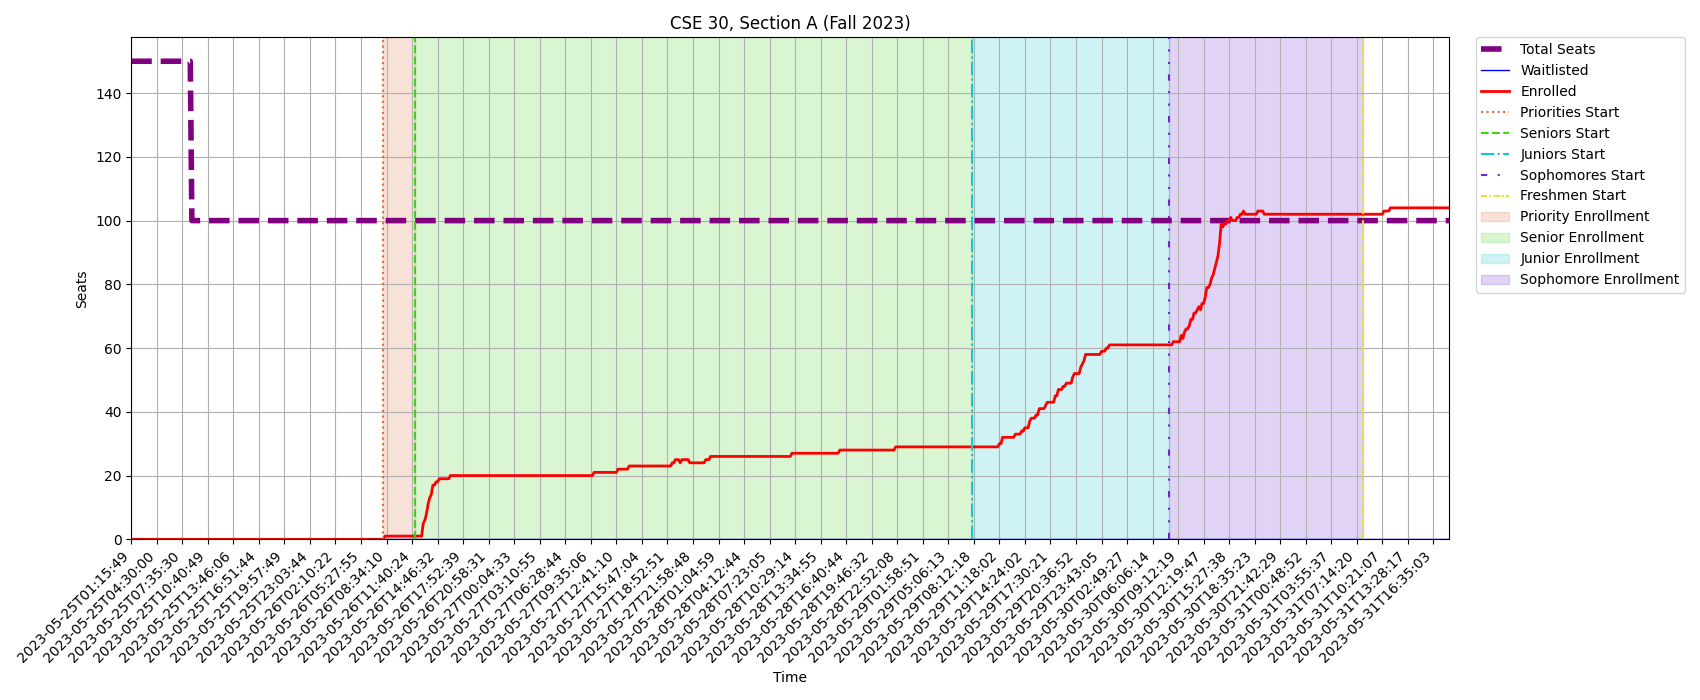 CSE 30, Section A (Fall 2023)
Seats
140
120
100
80
60
40
20
0
2023-05-25T01:15:49
2023-05-25T04:30:00
2023-05-25T07:35:30
2023-05-25T10:40:49
2023-05-25T13:46:06
2023-05-25T16:51:44
2023-05-25T19:57:49
2023-05-25T23:03:44
2023-05-26T02:10:22
2023-05-26T05:27:55
2023-05-26T08:34:10
2023-05-26T11:40:24
2023-05-26T14:46:32
2023-05-26T17:52:39
2023-05-26T20:58:31
2023-05-27T00:04:33
2023-05-27T03:10:55
2023-05-27T06:28:44
2023-05-27T09:35:06
2023-05-27T12:41:10
2023-05-27T15:47:04
2023-05-27T18:52:51
2023-05-27T21:58:48
2023-05-28T01:04:59
2023-05-28T04:12:44
2023-05-28T07:23:05
2023-05-28T10:29:14
2023-05-28T13:34:55
2023-05-28T16:40:44
2023-05-28T19:46:32
2023-05-28T22:52:08
2023-05-29T01:58:51
2023-05-29T05:06:13
2023-05-29T08:12:18
2023-05-29T11:18:02
2023-05-29T14:24:02
2023-05-29T17:30:21
2023-05-29T20:36:52
2023-05-29T23:43:05
2023-05-30T02:49:27
2023-05-30T06:06:14
2023-05-30T09:12:19
2023-05-30T12:19:47
2023-05-30T15:27:38
2023-05-30T18:35:23
2023-05-30T21:42:29
2023-05-31T00:48:52
2023-05-31T03:55:37
2023-05-31T07:14:20
2023-05-31T10:21:07
2023-05-31T13:28:17
2023-05-31T16:35:03
Time
Total Seats
Waitlisted
Enrolled
Priorities Start
Seniors Start
Juniors Start
Sophomores Start
Freshmen Start
Priority Enrollment
Senior Enrollment
Junior Enrollment
Sophomore Enrollment